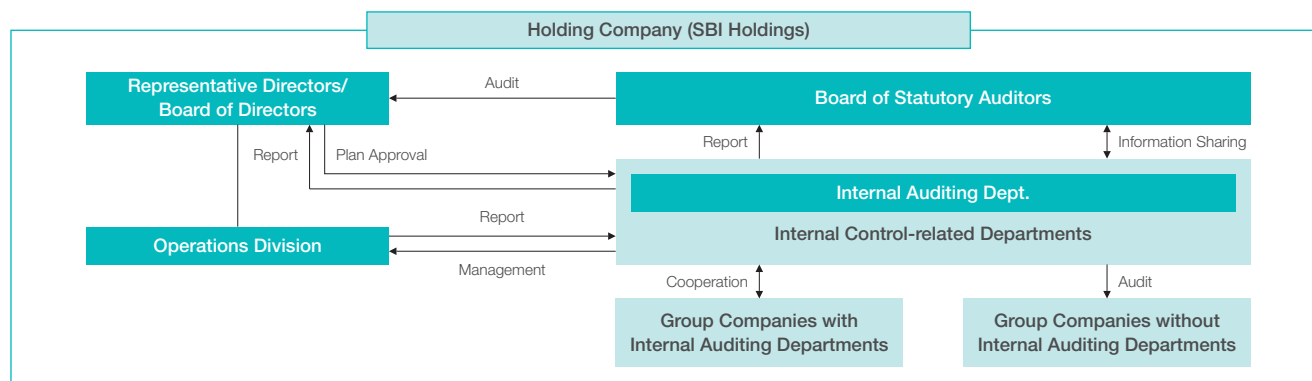 Holding Company (SBI Holdings)
Representative Directors/
Board of Directors
Audit
Board of Statutory Auditors
Report
Plan Approval
Report
Information Sharing
Internal Auditing Dept.
Operations Division
Report
Management
Internal Control-related Departments
Cooperation
Audit
Group Companies with
Internal Auditing Departments
Group Companies without
Internal Auditing Departments